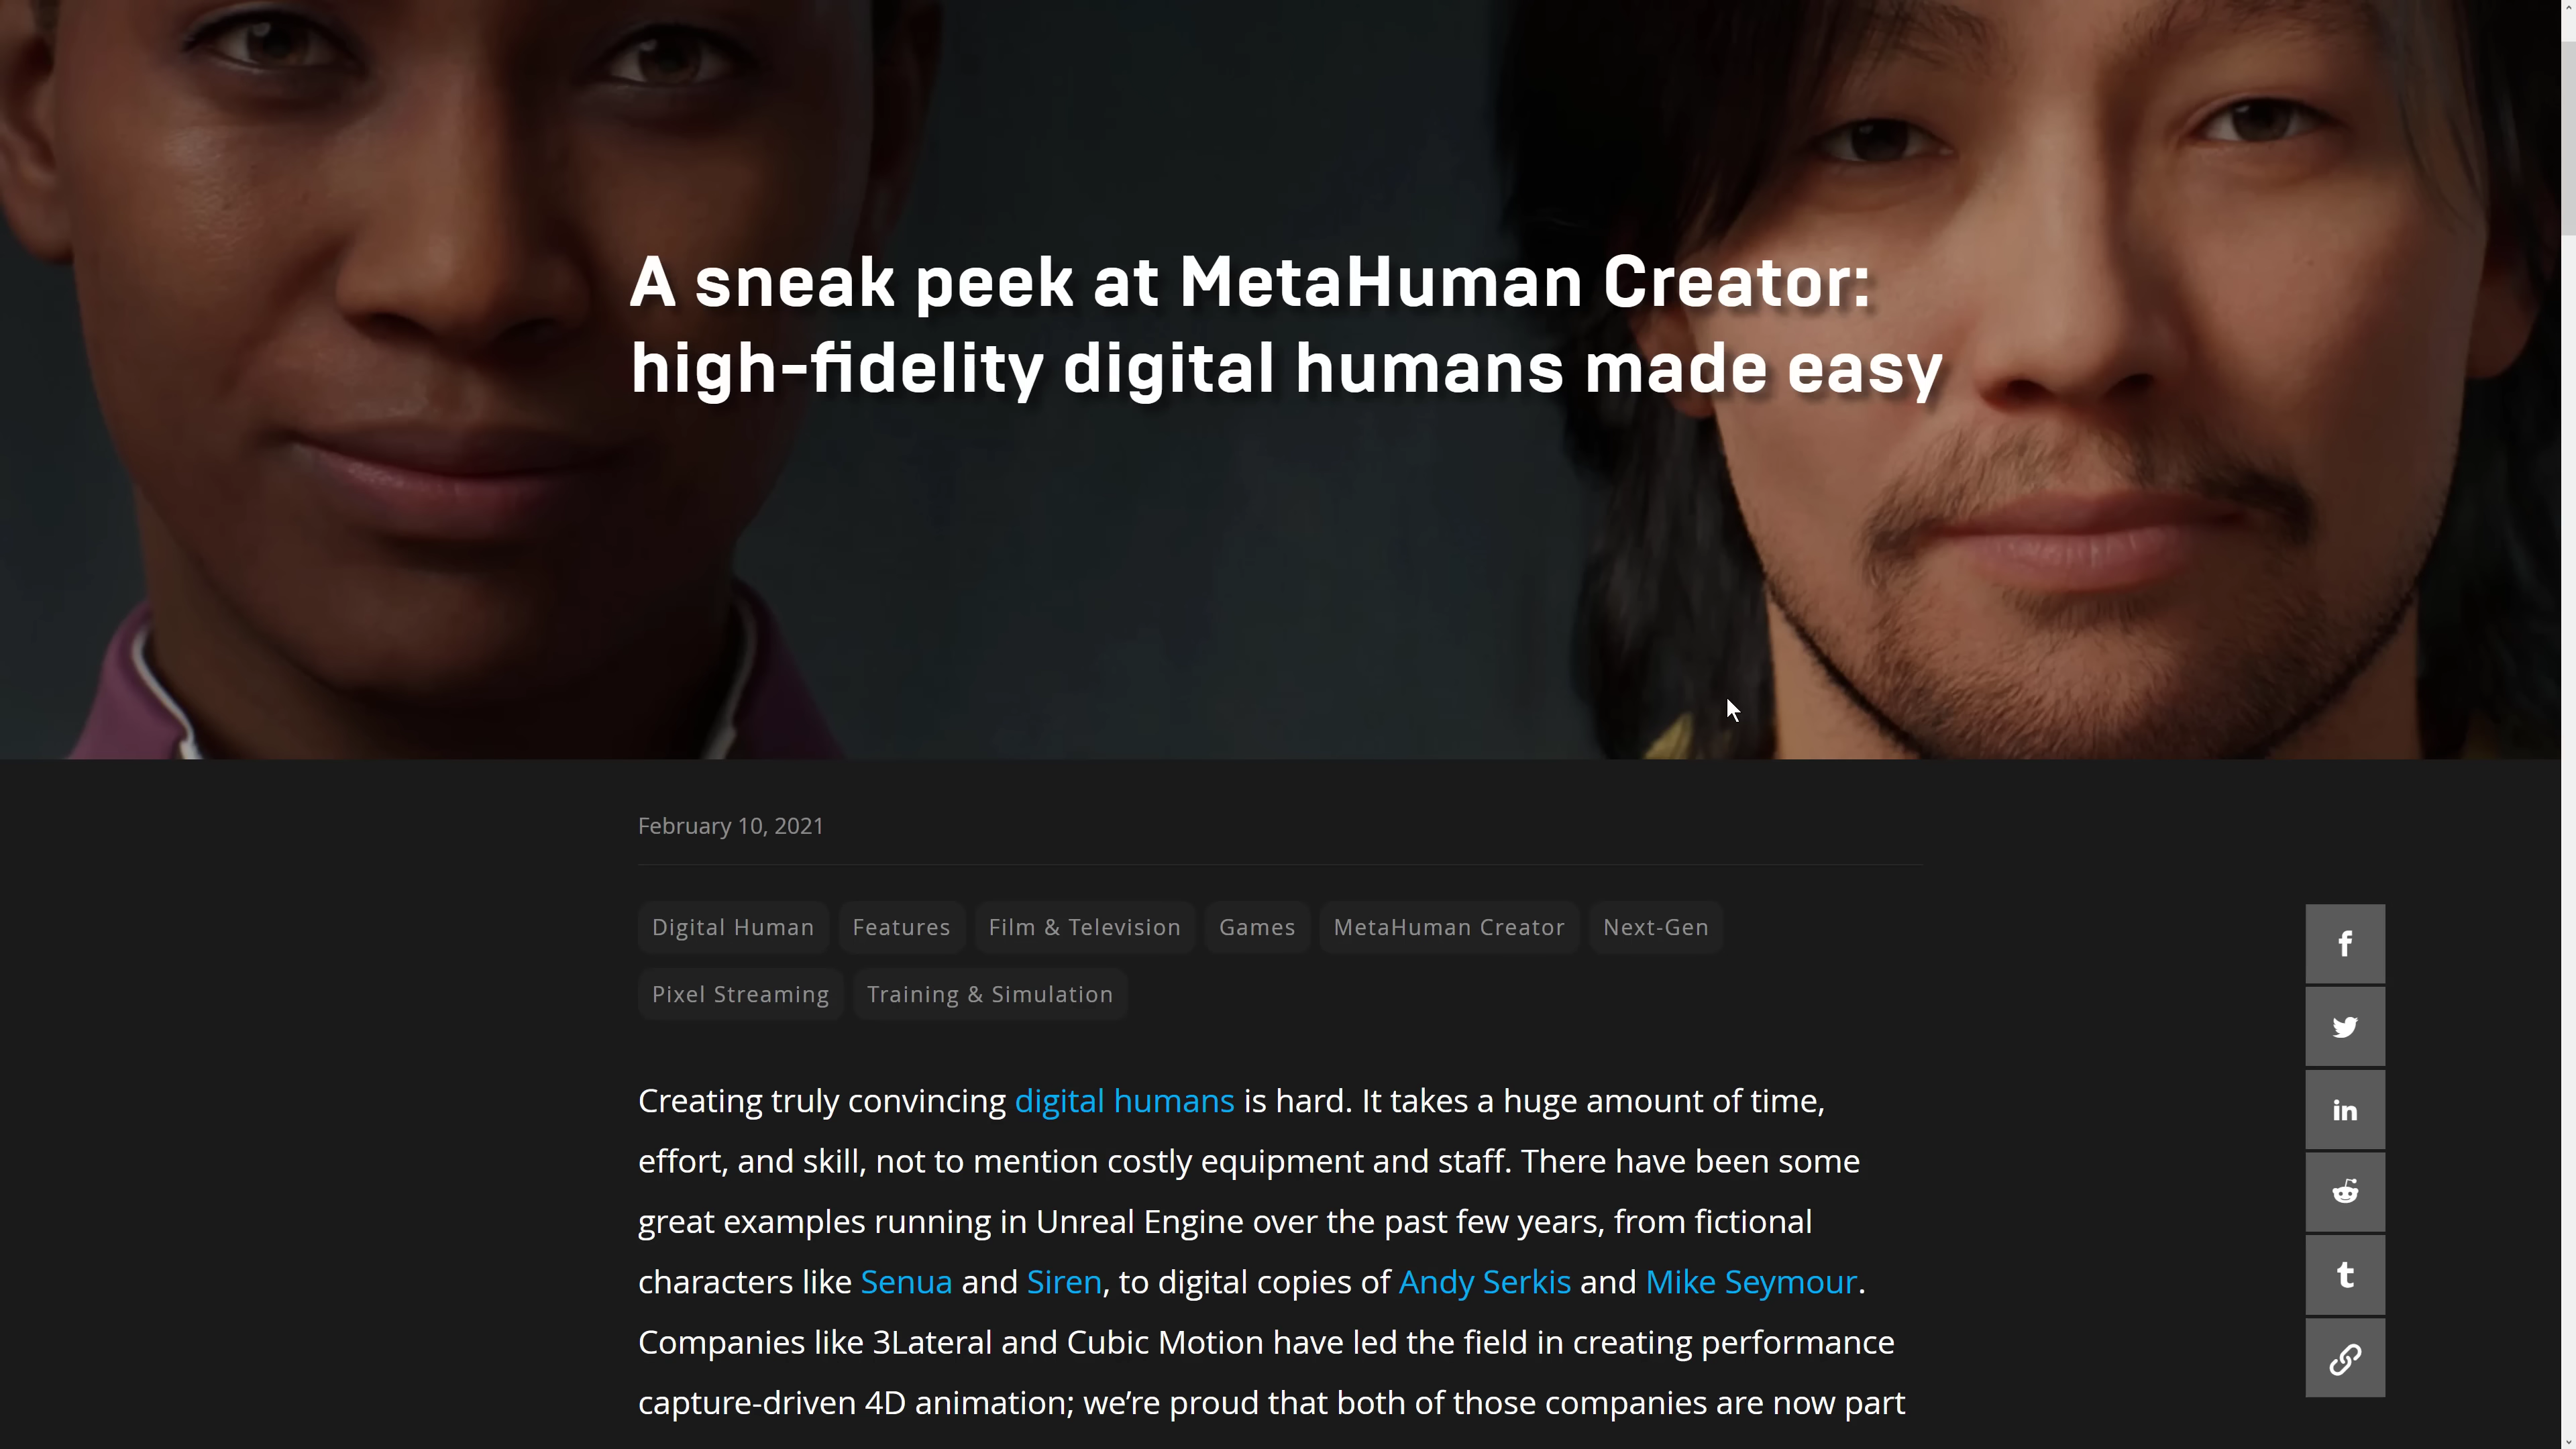 A sneak peek at MetaHuman Creator:
high-fidelity digital humans made easy
February 10, 2021
Digital Human Features Film & Television Games MetaHuman Creator Next-Gen
Pixel Streaming Training & Simulation
Creating truly convincing digital humans is hard. It takes a huge amount of time,
effort, and skill, not to mention costly equipment and staff. There have been some
great examples running in Unreal Engine over the past few years, from fictional
characters like Senua and Siren, to digital copies of Andy Serkis and Mike Seymour.
Companies like 3Lateral and Cubic Motion have led the field in creating performance
capture-driven 4D animation; we’re proud that both of those companies are now part